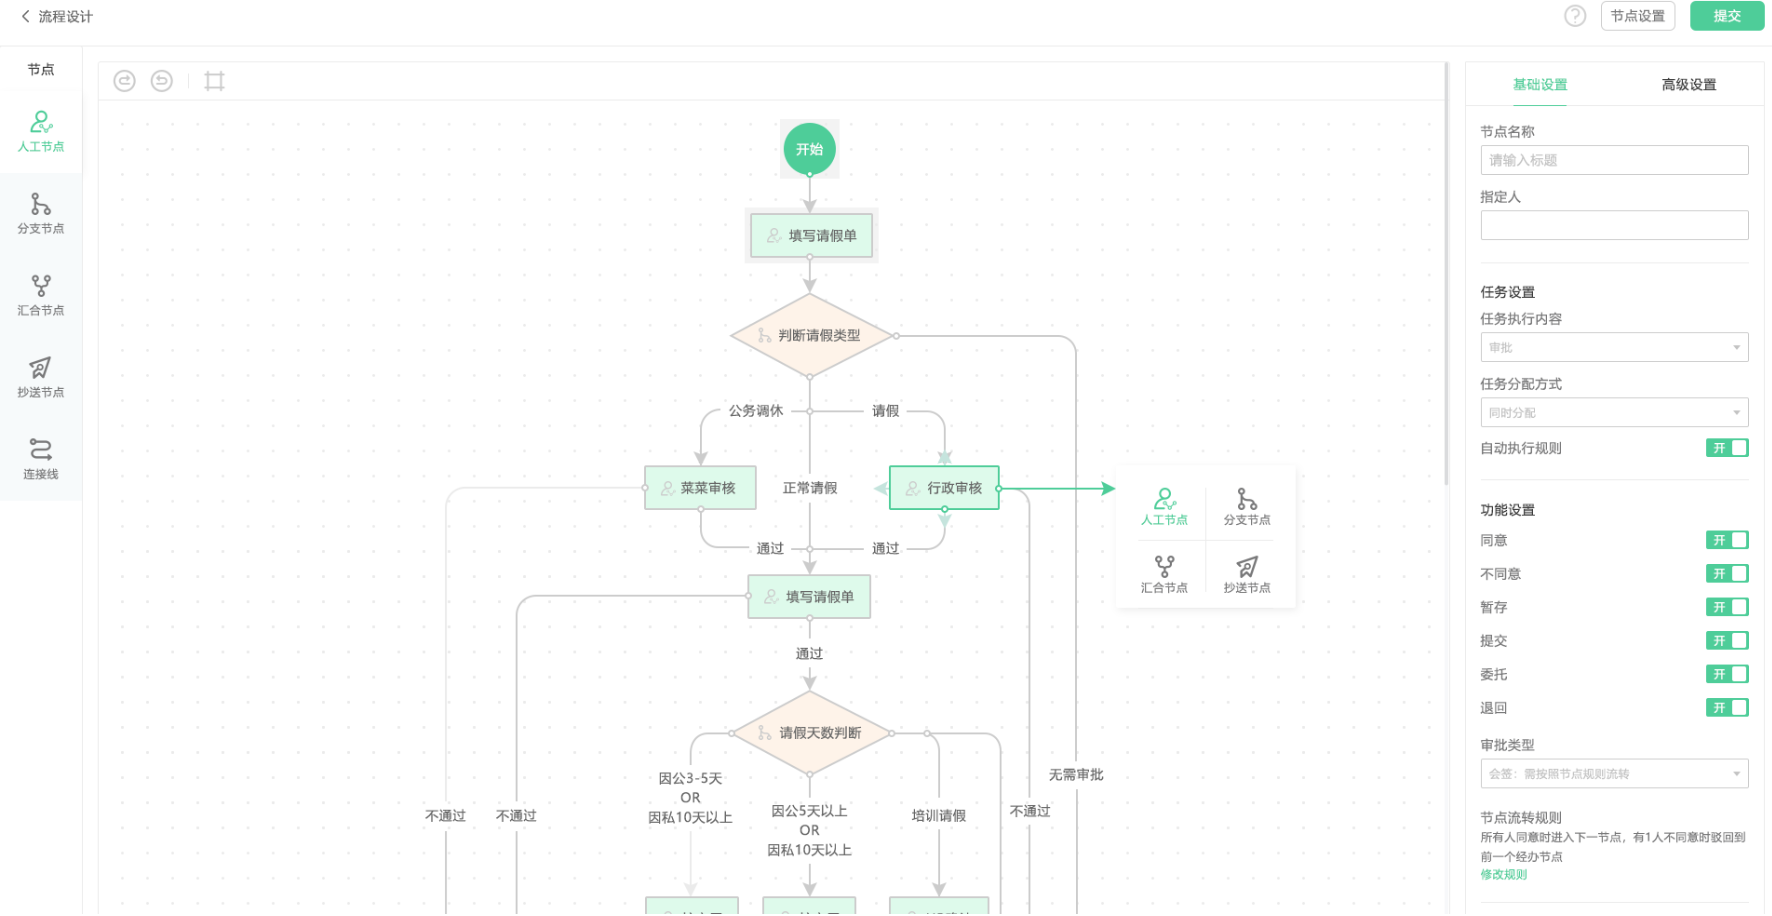 流程设计
节点设置
提交
节点
人工节点
分支节点
汇合节点
抄送节点
连接线
开始
填写请假单
判断请假类型
公务调休
请假
菜菜审核
正常请假
行政审核
人工节点
分支节点
汇合节点
抄送节点
通过
通过
填写请假单
通过
请假天数判断
无需审批
不通过
不通过
因公3-5天
OR
因私10天以上
因公5天以上
OR
因私10天以上
培训请假
不通过
基础设置
高级设置
节点名称
请输入标题
指定人
任务设置
任务执行内容
审批
任务分配方式
同时分配
自动执行规则
开
功能设置
同意
开
不同意
开
暂存
开
提交
开
委托
开
退回
开
审批类型
会签：需按照节点规则流转
节点流转规则
所有人同意时进入下一节点，有1人不同意时驳回到
前一个经办节点
修改规则